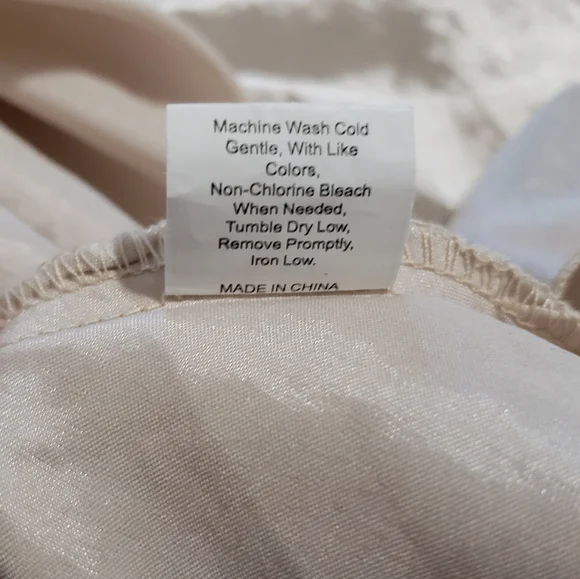 Machine Wash Cold
Gentle, With Like
Colors,
Non-Chlorine Bleach
When Needed,
Tumble Dry Low,
Remove Promptly,
Iron Low.
MADE IN CHINA